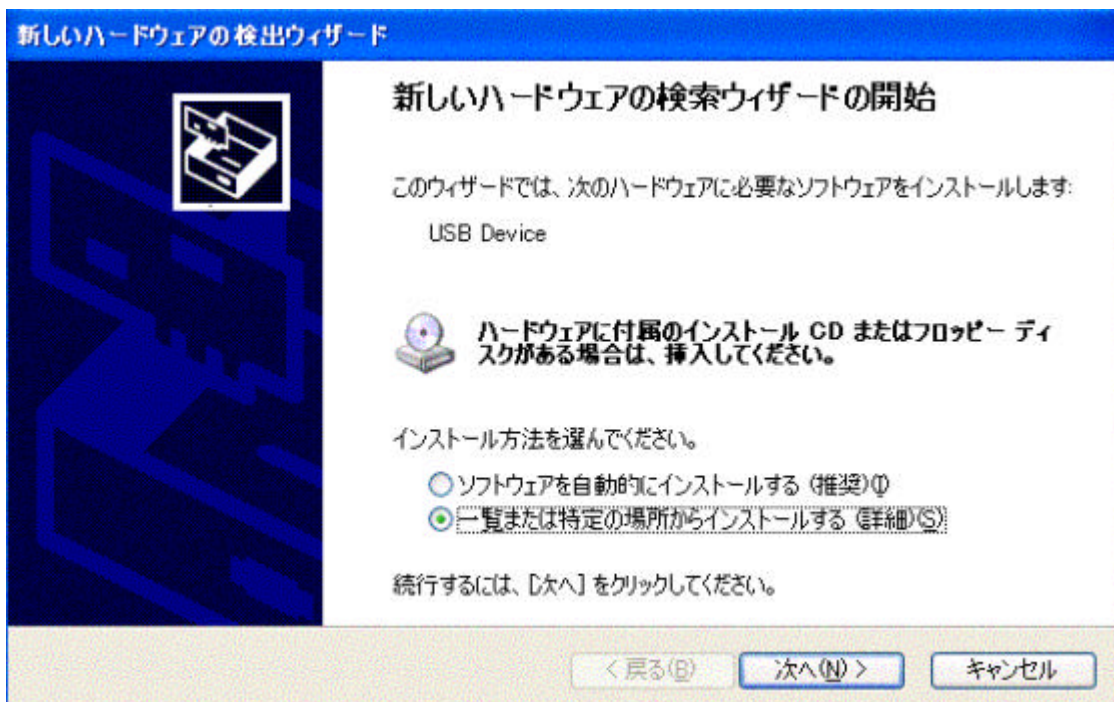 新しいハードウェアの検出ウィザード
新しいハードウェアの検索ウィザードの開始
このウィザードでは、次のハードウェアに必要なソフトウェアをインストールします:
USB Device
ハードウェアに付属のインストール CD またはフロッピー ディ
スクがある場合は、挿入してください。
インストール方法を選んでください。
ソフトウェアを自動的にインストールする (推奨)(I)
一覧または特定の場所からインストールする (詳細)(S)
続行するには、[次へ] をクリックしてください。
< 戻る(B)
次へ(N) >
キャンセル